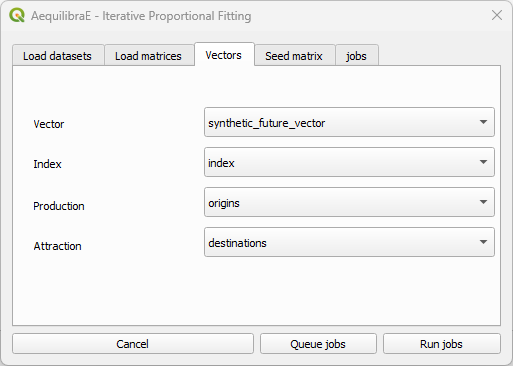 AequilibraE - Iterative Proportional Fitting
Load datasets Load matrices Vectors Seed matrix jobs
Vector synthetic_future_vector
Index index
Production origins
Attraction destinations
Cancel Queue jobs Run jobs